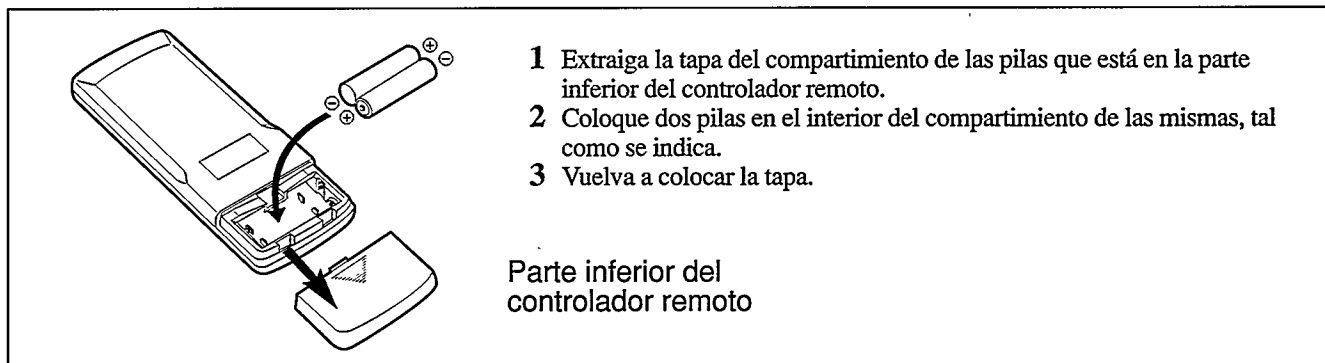 ⊕
⊖
⊖
⊕
1 Extraiga la tapa del compartimiento de las pilas que está en la parte
inferior del controlador remoto.
2 Coloque dos pilas en el interior del compartimiento de las mismas, tal
como se indica.
3 Vuelva a colocar la tapa.
Parte inferior del
controlador remoto